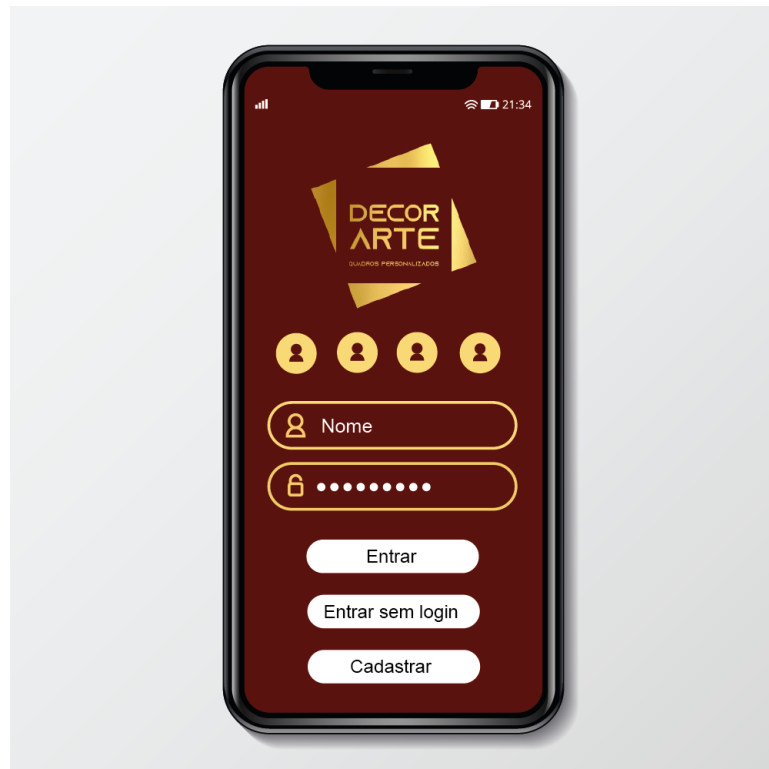 21:34
DECOR
ARTE
QUADROS PERSONALIZADOS
Nome
Entrar
Entrar sem login
Cadastrar